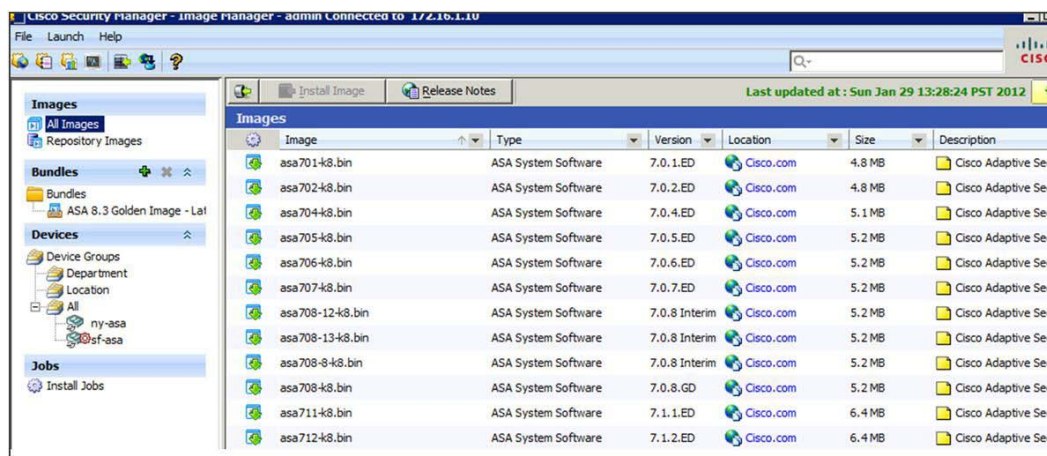 Cisco Security Manager - Image Manager - admin Connected to 172.16.1.10
File Launch Help
CISC
Install Image Release Notes Last updated at : Sun Jan 29 13:28:24 PST 2012
Images
All Images
Repository Images
Bundles
Bundles
ASA 8.3 Golden Image - Lat
Devices
Device Groups
Department
Location
All
ny-asa
sf-asa
Jobs
Install Jobs
Images
Image Type Version Location Size Description
asa701-k8.bin ASA System Software 7.0.1.ED Cisco.com 4.8 MB Cisco Adaptive Se
asa702-k8.bin ASA System Software 7.0.2.ED Cisco.com 4.8 MB Cisco Adaptive Se
asa704-k8.bin ASA System Software 7.0.4.ED Cisco.com 5.1 MB Cisco Adaptive Se
asa705-k8.bin ASA System Software 7.0.5.ED Cisco.com 5.2 MB Cisco Adaptive Se
asa706-k8.bin ASA System Software 7.0.6.ED Cisco.com 5.2 MB Cisco Adaptive Se
asa707-k8.bin ASA System Software 7.0.7.ED Cisco.com 5.2 MB Cisco Adaptive Se
asa708-12-k8.bin ASA System Software 7.0.8 Interim Cisco.com 5.2 MB Cisco Adaptive Se
asa708-13-k8.bin ASA System Software 7.0.8 Interim Cisco.com 5.2 MB Cisco Adaptive Se
asa708-8-k8.bin ASA System Software 7.0.8 Interim Cisco.com 5.2 MB Cisco Adaptive Se
asa708-k8.bin ASA System Software 7.0.8.GD Cisco.com 5.2 MB Cisco Adaptive Se
asa711-k8.bin ASA System Software 7.1.1.ED Cisco.com 6.4 MB Cisco Adaptive Se
asa712-k8.bin ASA System Software 7.1.2.ED Cisco.com 6.4 MB Cisco Adaptive Se